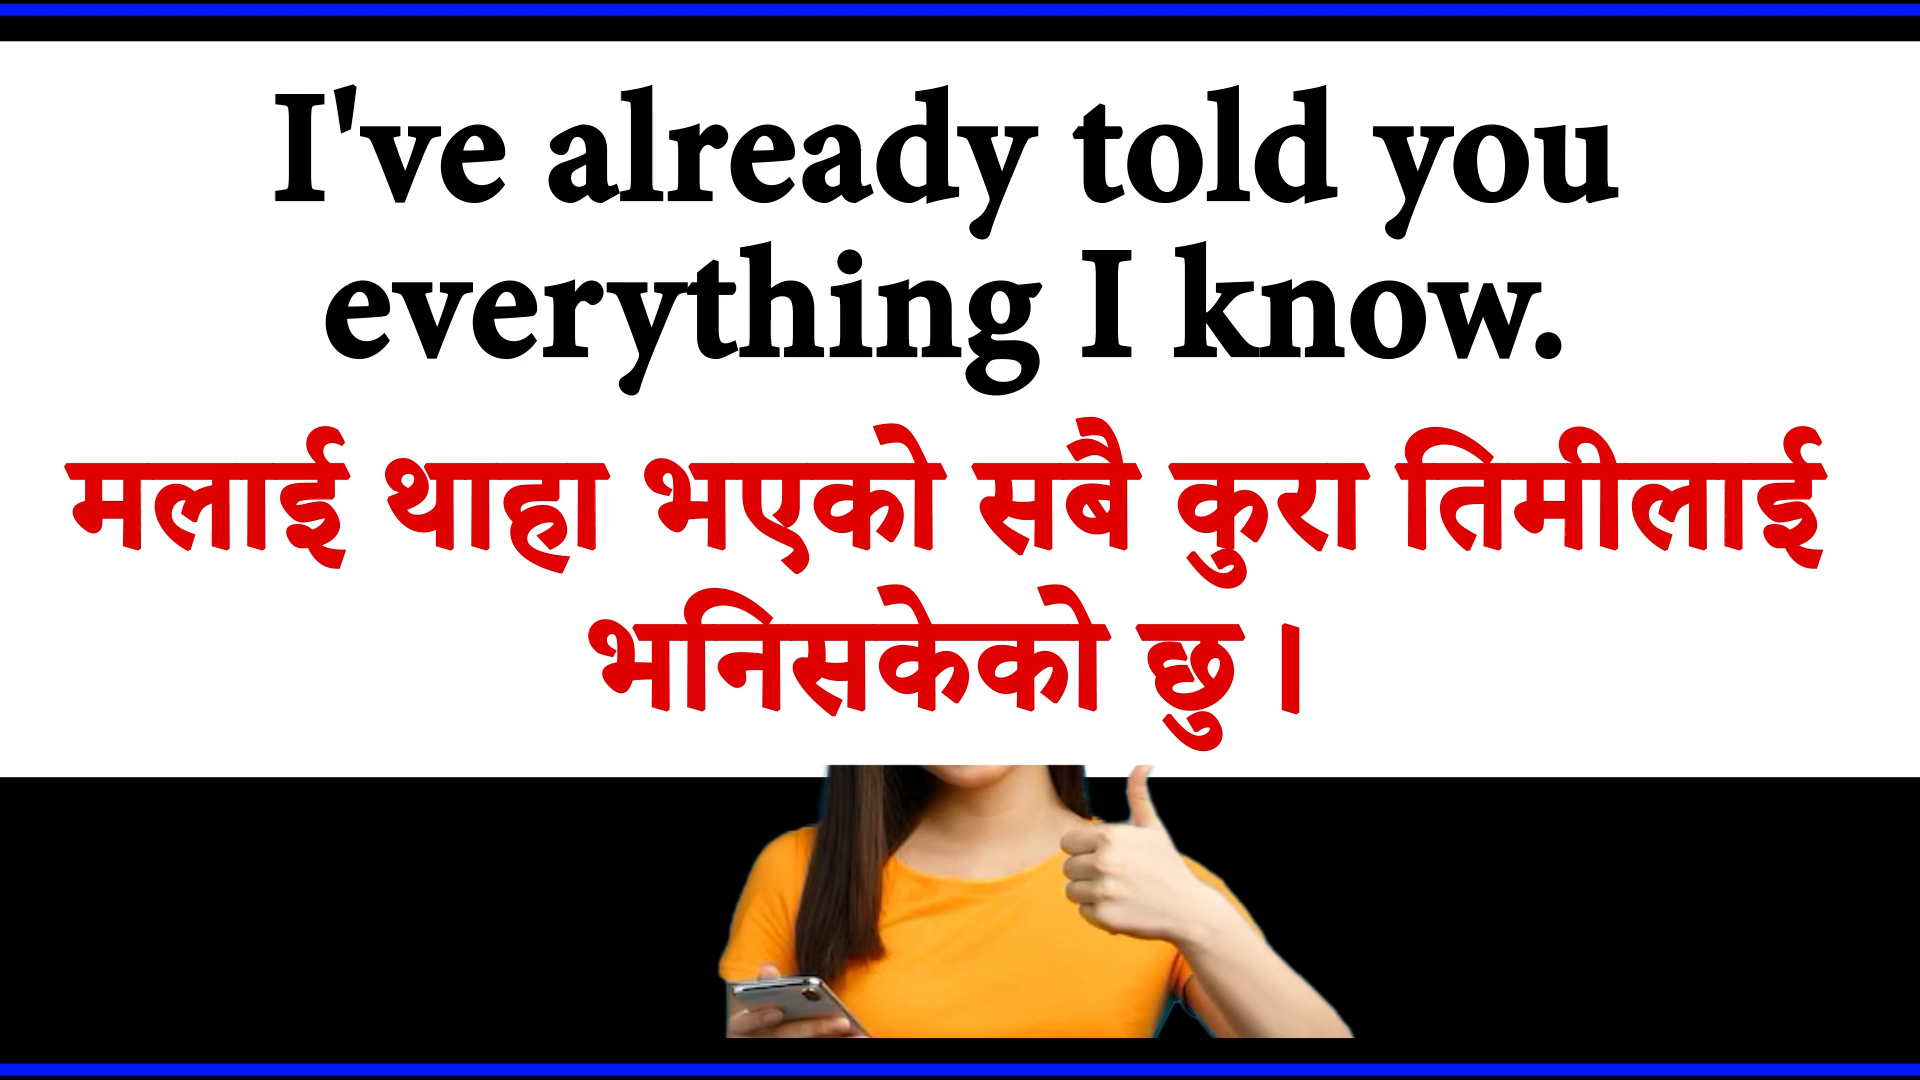 I've already told you
everything I know.
मलाई थाहा भएको सबै कुरा तिमीलाई
भनिसकेको छु ।